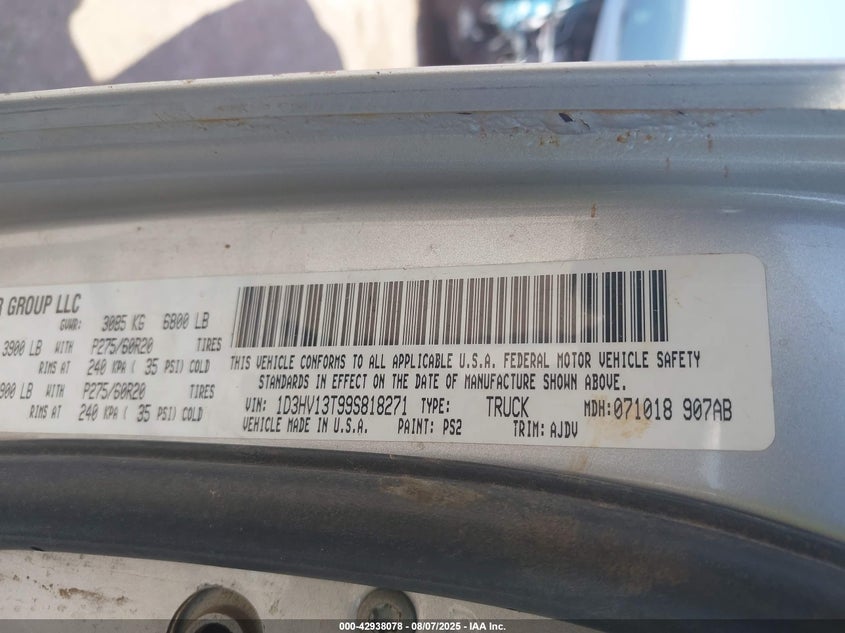 R GROUP LLC
GVWR: 3085 KG 6800 LB
3900 LB WITH P275/60R20 TIRES
RIMS AT 240 KPA ( 35 PSI) COLD
900 LB WITH P275/60R20 TIRES
RIMS AT 240 KPA ( 35 PSI) COLD
THIS VEHICLE CONFORMS TO ALL APPLICABLE U.S.A. FEDERAL MOTOR VEHICLE SAFETY
STANDARDS IN EFFECT ON THE DATE OF MANUFACTURE SHOWN ABOVE.
VIN: 1D3HV13T99S818271 TYPE: TRUCK MDH:071018 907AB
VEHICLE MADE IN U.S.A. PAINT: PS2 TRIM: AJDV
000-42938078 - 08/07/2025 - IAA Inc.